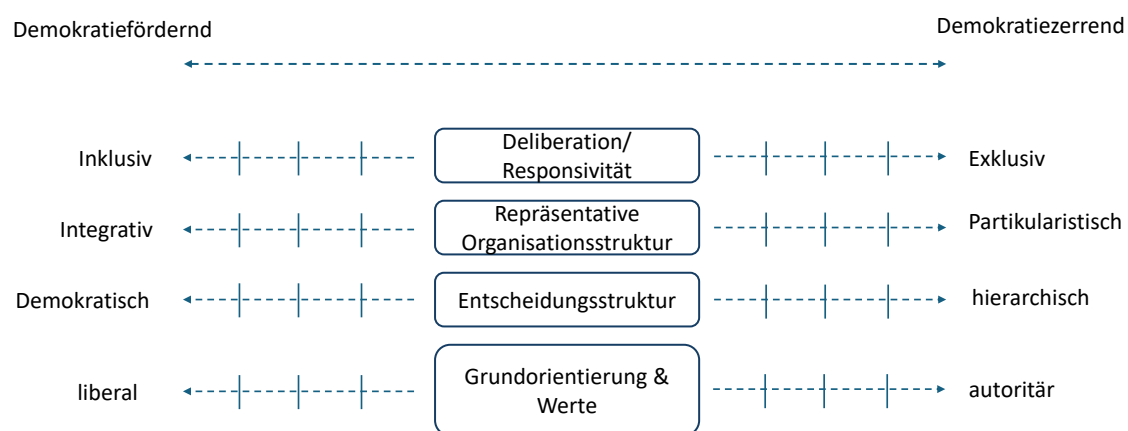 Demokratiefördernd
Demokratiezerrend
Inklusiv
Deliberation/
Responsivität
Exklusiv
Integrativ
Repräsentative
Organisationsstruktur
Partikularistisch
Demokratisch
Entscheidungsstruktur
hierarchisch
liberal
Grundorientierung &
Werte
autoritär